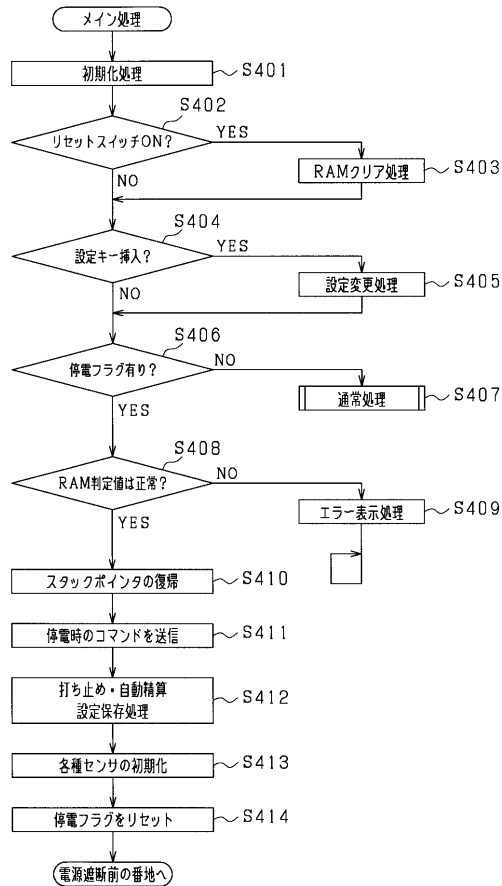 メイン処理
初期化処理
S401
S402
リセットスイッチON?
YES
RAMクリア処理
S403
NO
S404
設定キー挿入?
YES
設定変更処理
S405
NO
S406
停電フラグ有り?
NO
通常処理
S407
YES
S408
RAM判定値は正常?
NO
エラー表示処理
S409
YES
スタックポインタの復帰
S410
停電時のコマンドを送信
S411
打ち止め・自動精算
設定保存処理
S412
各種センサの初期化
S413
停電フラグをリセット
S414
電源遮断前の番地へ